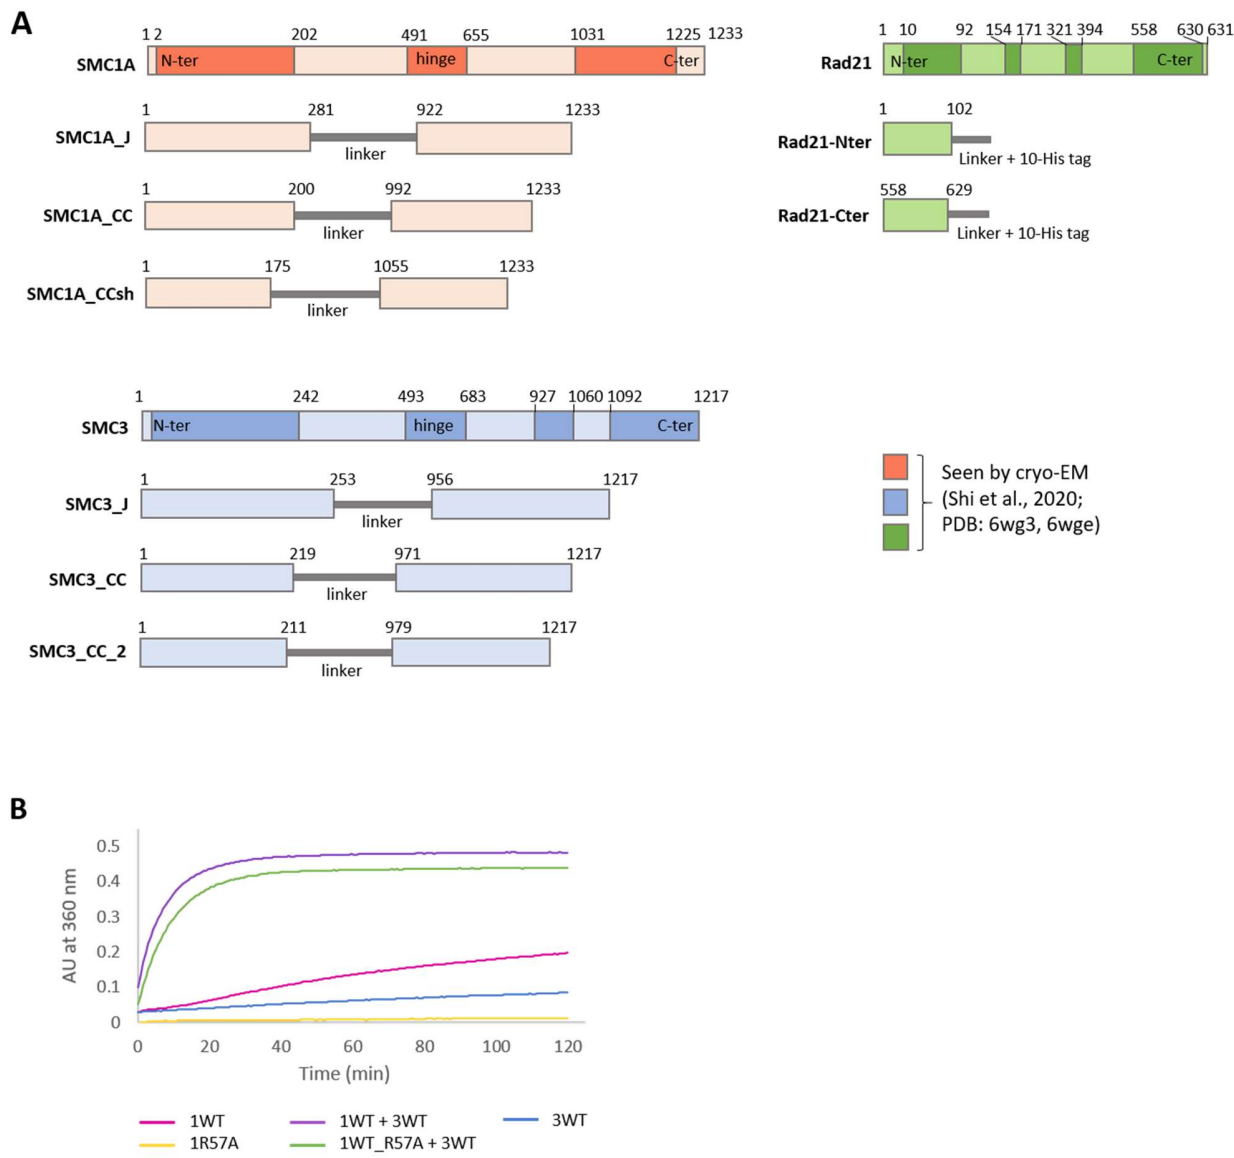 A
1 2 202 491 655 1031 1225 1233
SMC1A N-ter hinge C-ter
1 281 922 1233
SMC1A_J
linker
1 200 992 1233
SMC1A_CC
linker
1 175 1055 1233
SMC1A_CCsh
linker
1 10 92 154 171 321 394 558 630 631
Rad21 N-ter C-ter
1 102
Rad21-Nter
Linker + 10-His tag
558 629
Rad21-Cter
Linker + 10-His tag
1 242 493 683 927 1060 1092 1217
SMC3 N-ter hinge C-ter
1 253 956 1217
SMC3_J
linker
1 219 971 1217
SMC3_CC
linker
1 211 979 1217
SMC3_CC_2
linker
Seen by cryo-EM
(Shi et al., 2020;
PDB: 6wg3, 6wge)
B
AU at 360 nm
0.5
0.4
0.3
0.2
0.1
0
0 20 40 60 80 100 120
Time (min)
1WT 1WT + 3WT 3WT
1R57A 1WT_R57A + 3WT